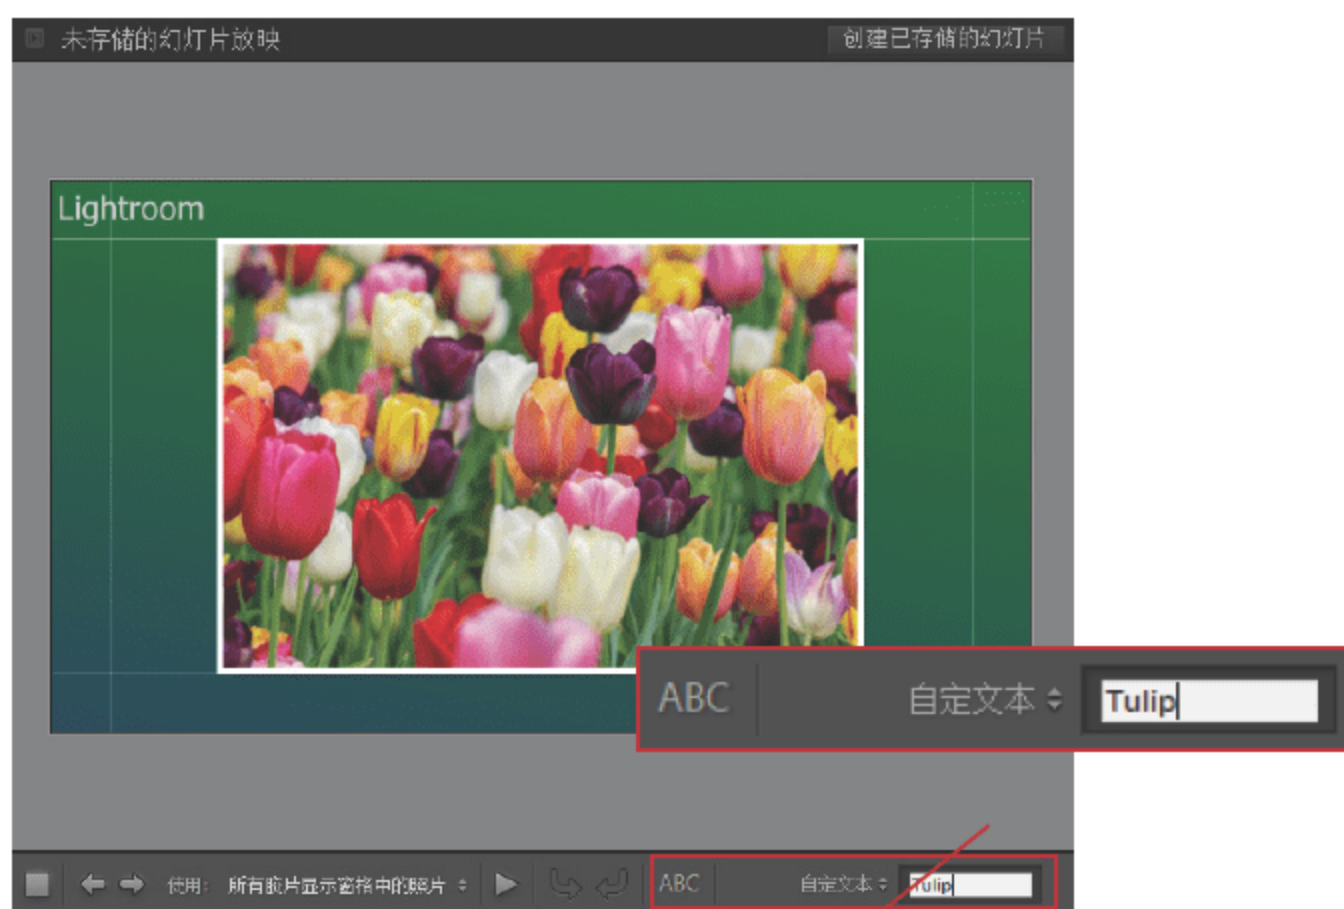 未存储的幻灯片放映
创建已存储的幻灯片
Lightroom
ABC
自定文本
Tulip
使用:
所有胶片显示窗格中的照片
ABC
自定文本
Tulip